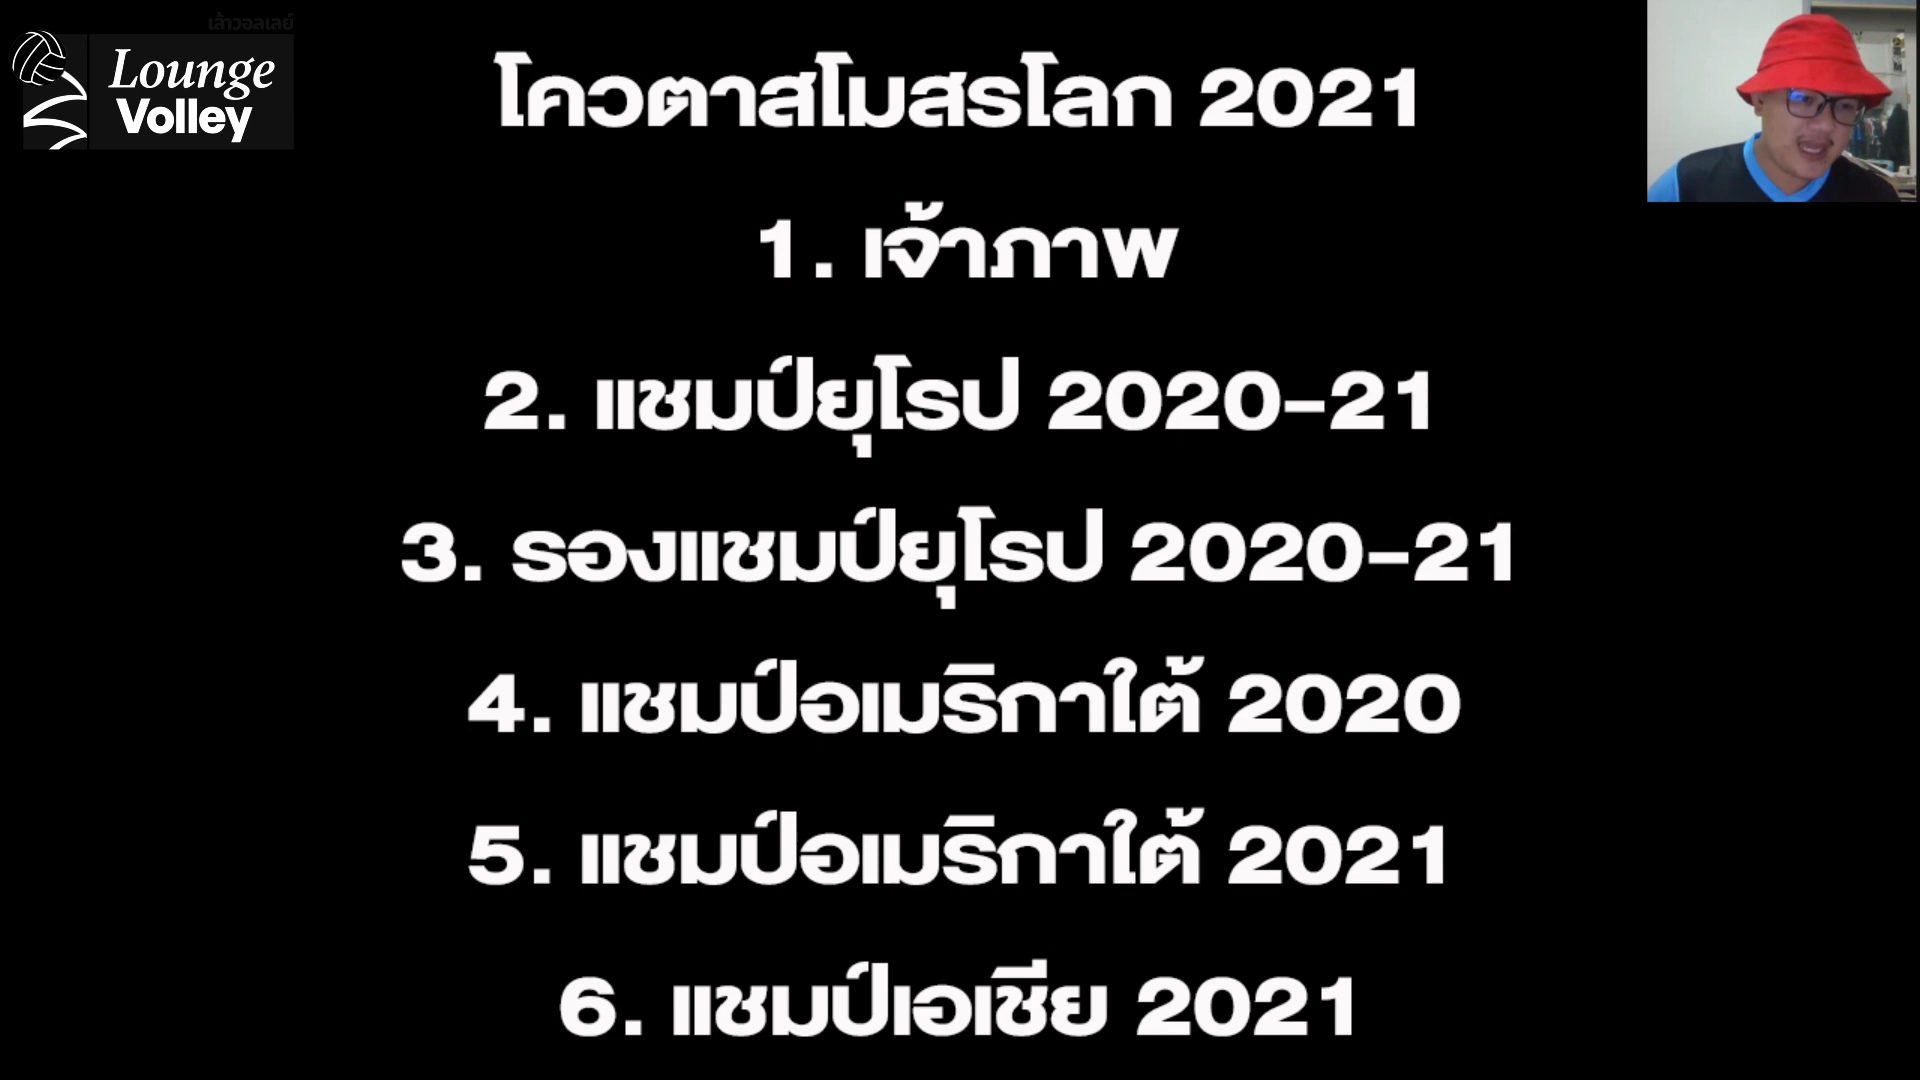 เล้าวอลเลย์
Lounge
Volley
โควตาสโมสรโลก 2021
1. เจ้าภาพ
2. แชมป์ยุโรป 2020-21
3. รองแชมป์ยุโรป 2020-21
4. แชมป์อเมริกาใต้ 2020
5. แชมป์อเมริกาใต้ 2021
6. แชมป์เอเชีย 2021